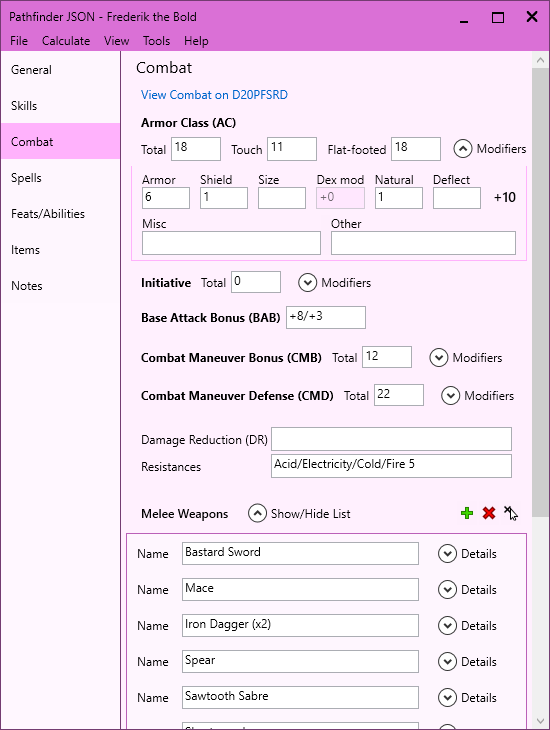 Pathfinder JSON - Frederik the Bold
File Calculate View Tools Help
General
Skills
Combat
Spells
Feats/Abilities
Items
Notes
Combat
View Combat on D20PFSRD
Armor Class (AC)
Total 18 Touch 11 Flat-footed 18 Modifiers
Armor Shield Size Dex mod Natural Deflect
6 1 +0 1 +10
Misc Other
Initiative Total 0 Modifiers
Base Attack Bonus (BAB) +8/+3
Combat Maneuver Bonus (CMB) Total 12 Modifiers
Combat Maneuver Defense (CMD) Total 22 Modifiers
Damage Reduction (DR)
Resistances Acid/Electricity/Cold/Fire 5
Melee Weapons Show/Hide List
Name Bastard Sword Details
Name Mace Details
Name Iron Dagger (x2) Details
Name Spear Details
Name Sawtooth Sabre Details